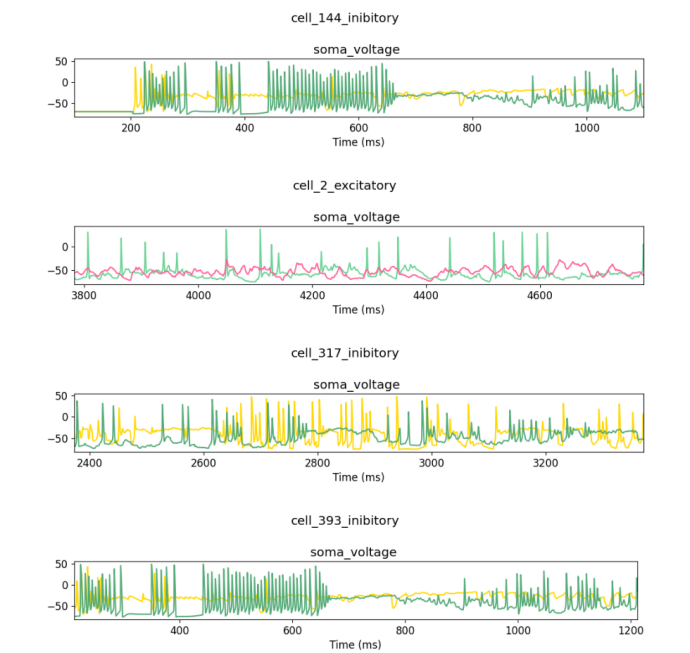 cell_144_inibitory
soma_voltage
50
0
−50
200 400 600 800 1000
Time (ms)
cell_2_excitatory
soma_voltage
0
−50
3800 4000 4200 4400 4600
Time (ms)
cell_317_inibitory
soma_voltage
50
0
−50
2400 2600 2800 3000 3200
Time (ms)
cell_393_inibitory
soma_voltage
50
0
−50
400 600 800 1000 1200
Time (ms)